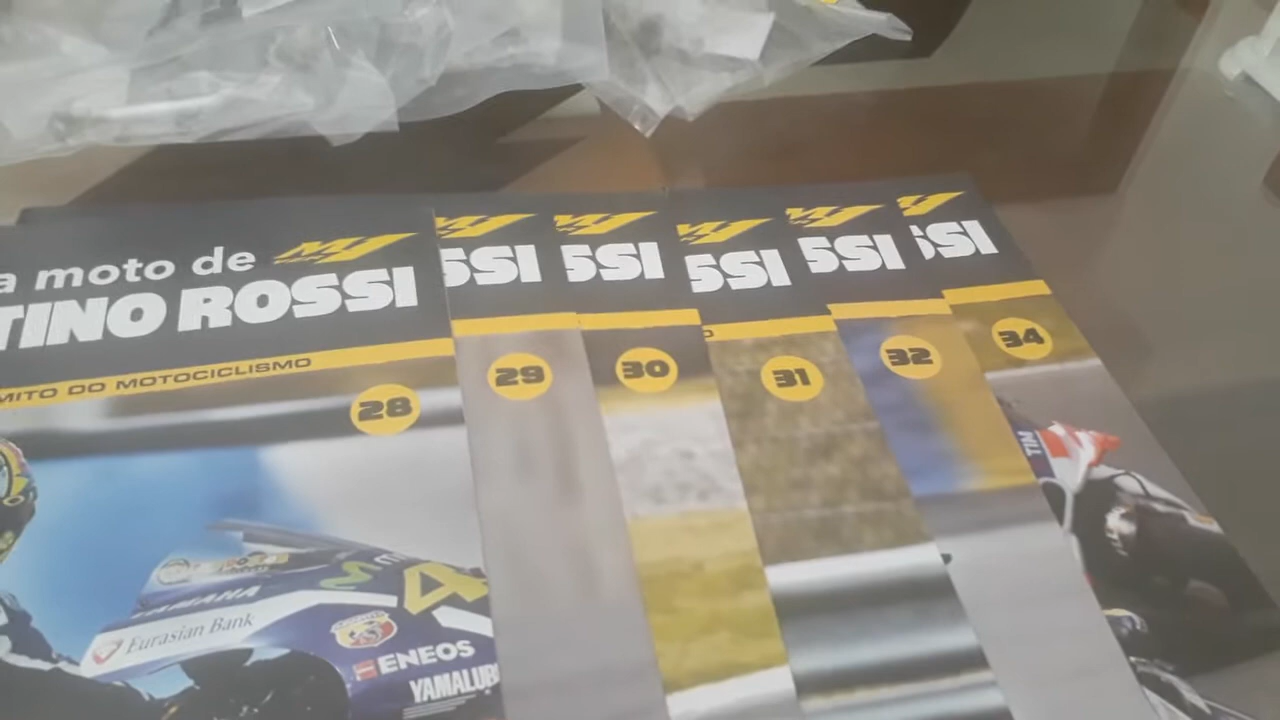 a moto de
TINO ROSSI
MITO DO MOTOCICLISMO
28
SSI
29
SSI
30
SSI
31
SSI
32
SSI
34
TIM
YAMAHA
Eurasian Bank
46
ENEOS
YAMALUBE